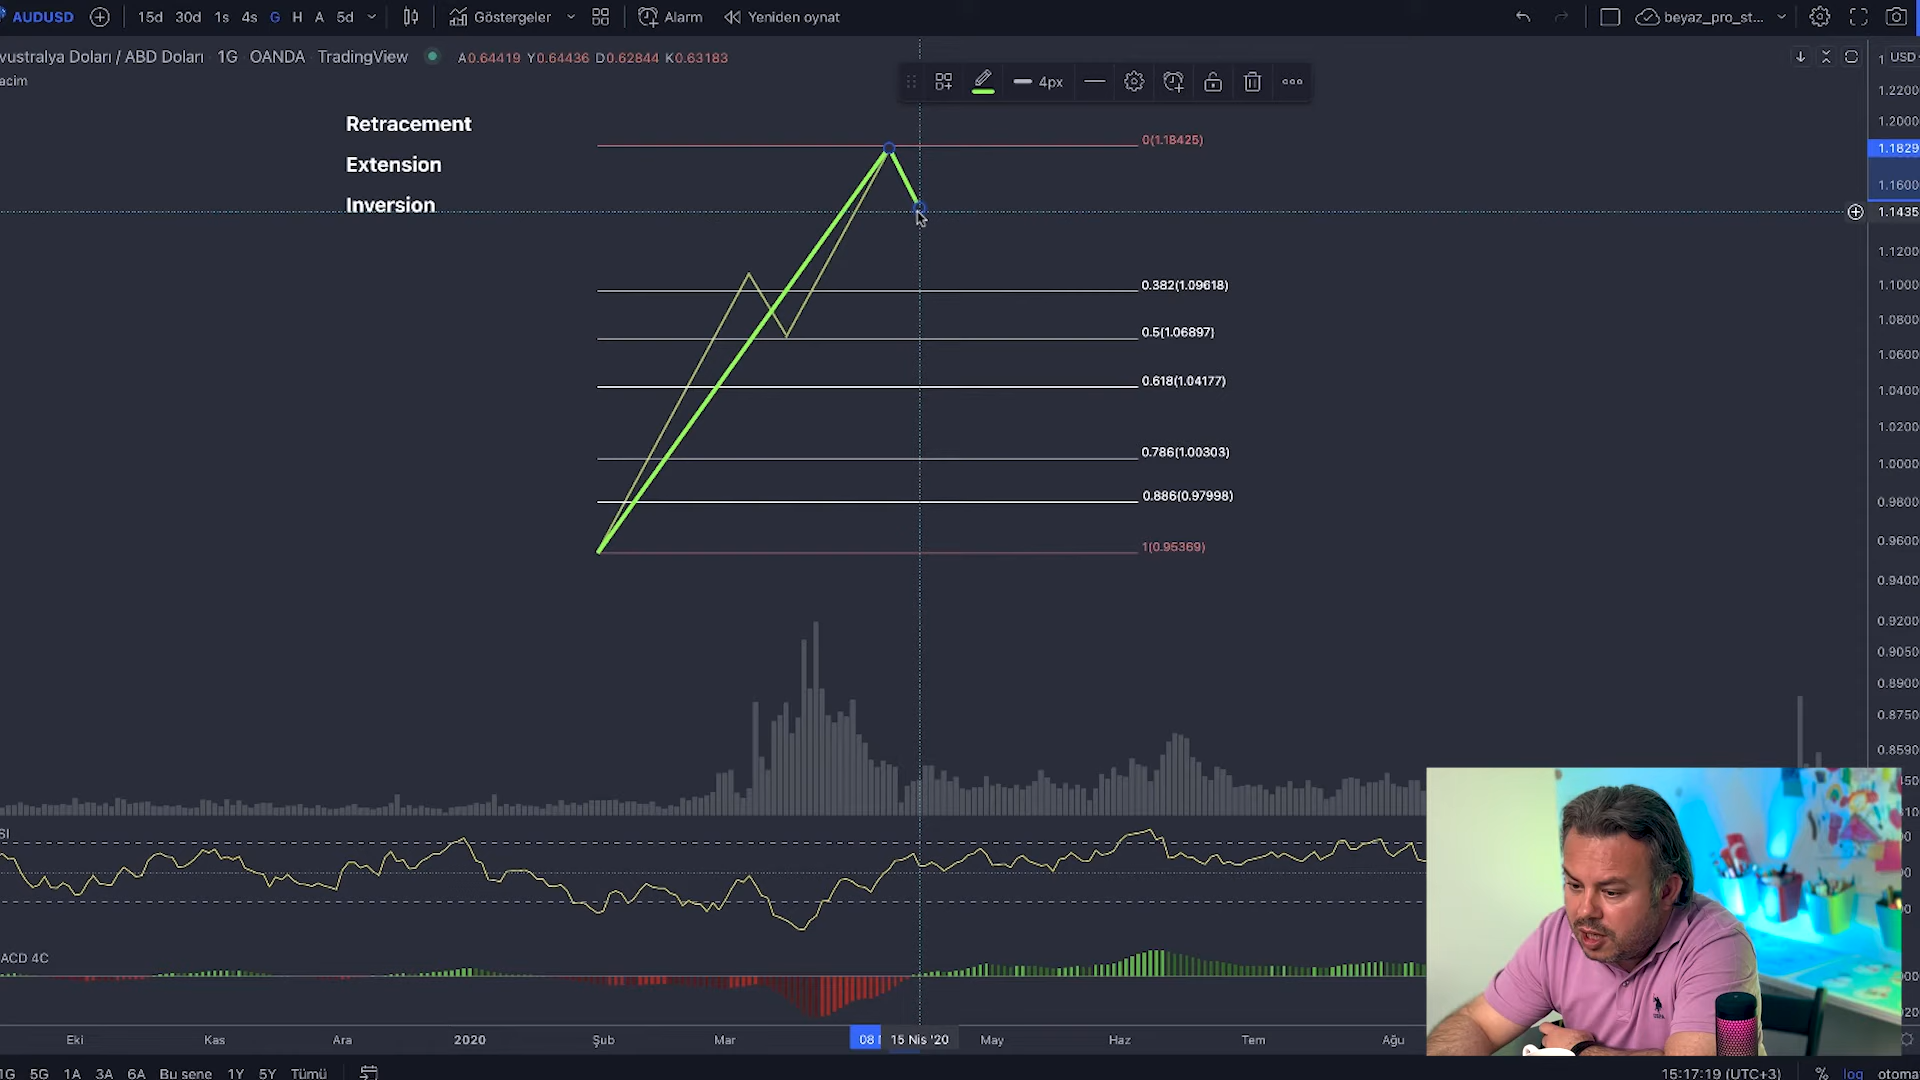 AUDUSD 15d 30d 1s 4s G H A 5d Göstergeler Alarm Yeniden oynat beyaz_pro_st...
vustralya Doları / ABD Doları 1G OANDA TradingView A0.64419 Y0.64436 D0.62844 K0.63183
USD
acim
4px
1.2200
Retracement
1.2000
0(1.18425)
1.1829
Extension
1.1600
Inversion
1.1435
1.1200
0.382(1.09618)
1.1000
1.0800
0.5(1.06897)
1.0600
0.618(1.04177)
1.0400
1.0200
0.786(1.00303)
1.0000
0.886(0.97998)
0.9800
1(0.95369)
0.9600
0.9400
0.9200
0.9050
0.8900
0.8750
0.8590
SI
ACD 4C
Eki Kas Ara 2020 Şub Mar 08 15 Nis '20 May Haz Tem Ağu
1G 5G 1A 3A 6A Bu sene 1Y 5Y Tümü 15:17:19 (UTC+3) % log otoma